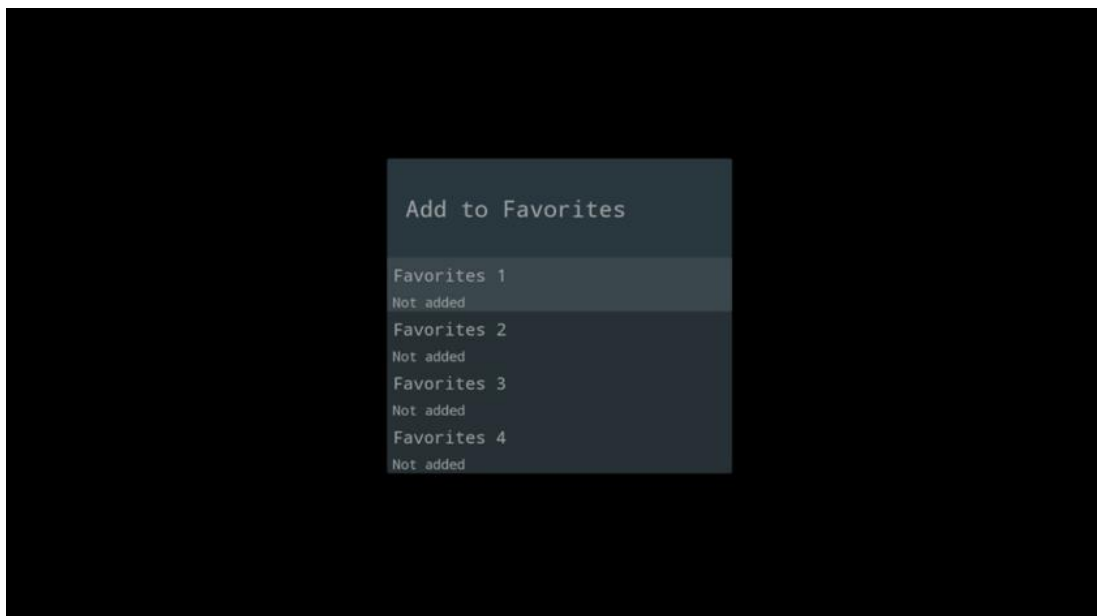 Add to Favorites
Favorites 1
Not added
Favorites 2
Not added
Favorites 3
Not added
Favorites 4
Not added